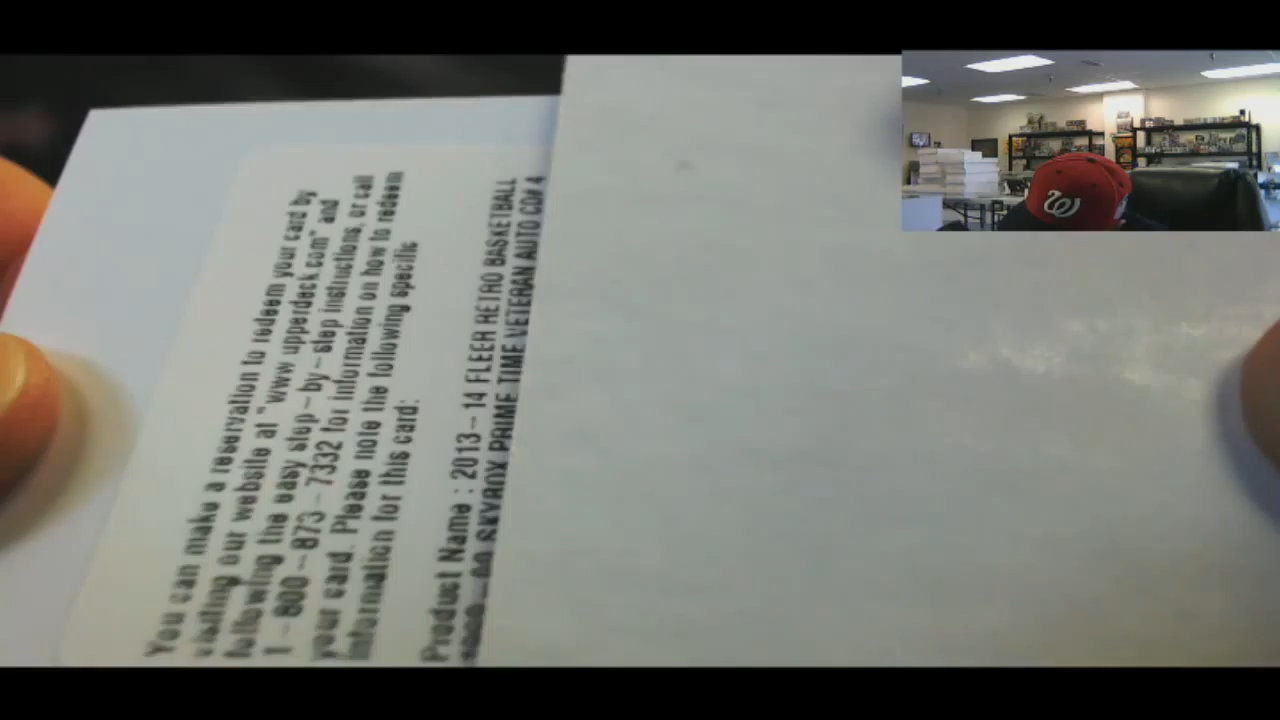 You can make a reservation to redeem your card by
visiting our website at "www upperdeck.com" and
following the easy step-by-step instructions, or call
1-800-873-7332 for information on how to redeem
your card. Please note the following specific
information for this card:
Product Name : 2013-14 FLEER RETRO BASKETBALL
SKYBOX PRIME TIME VETERAN AUTO CD# 4
W